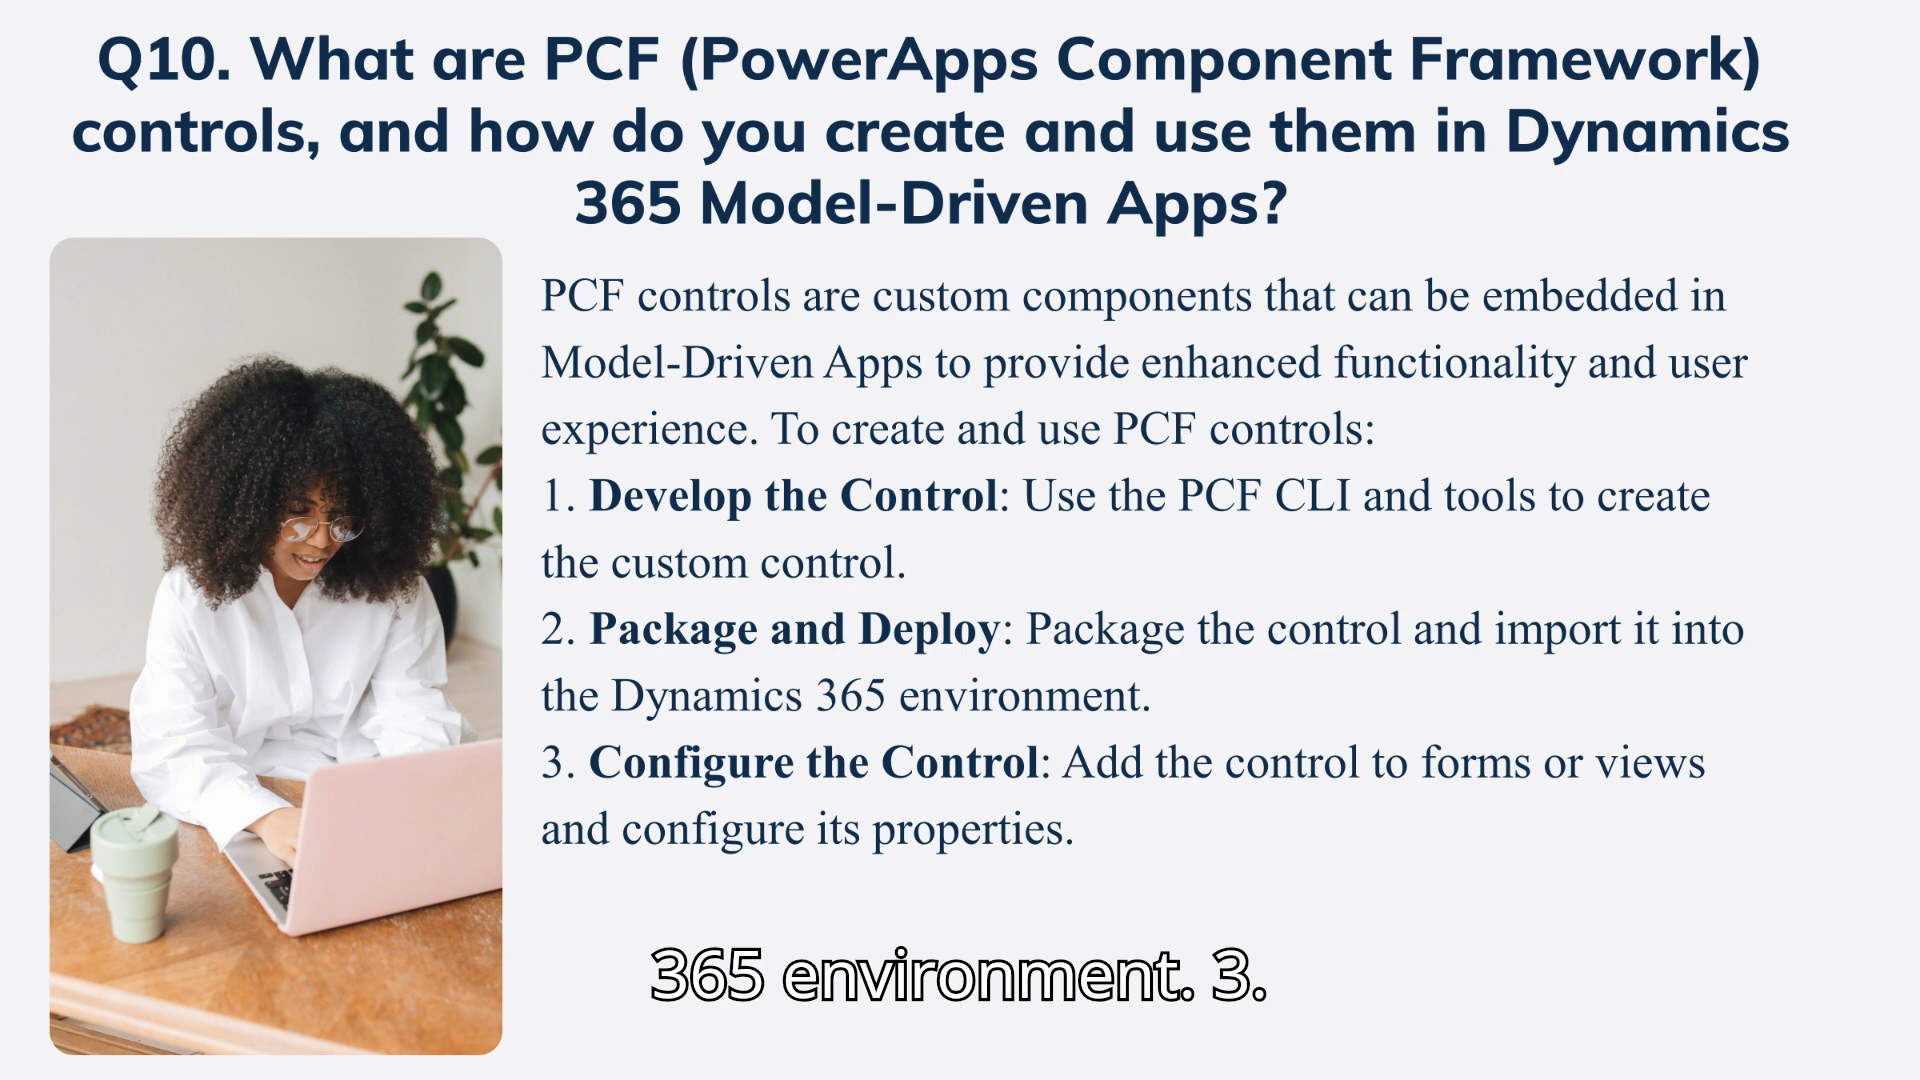 Q10. What are PCF (PowerApps Component Framework)
controls, and how do you create and use them in Dynamics
365 Model-Driven Apps?
PCF controls are custom components that can be embedded in
Model-Driven Apps to provide enhanced functionality and user
experience. To create and use PCF controls:
1. Develop the Control: Use the PCF CLI and tools to create
the custom control.
2. Package and Deploy: Package the control and import it into
the Dynamics 365 environment.
3. Configure the Control: Add the control to forms or views
and configure its properties.
365 environment. 3.